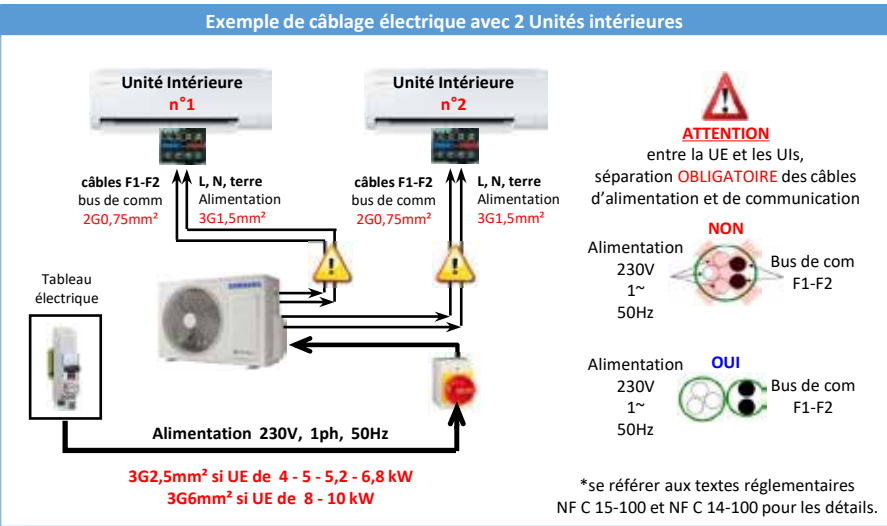 Exemple de câblage électrique avec 2 Unités intérieures
Unité Intérieure
n°1
Unité Intérieure
n°2
câbles F1-F2
bus de comm
2G0,75mm²
L, N, terre
Alimentation
3G1,5mm²
câbles F1-F2
bus de comm
2G0,75mm²
L, N, terre
Alimentation
3G1,5mm²
ATTENTION
entre la UE et les UIs,
séparation OBLIGATOIRE des câbles
d'alimentation et de communication
NON
Alimentation
230V
1~
50Hz
Bus de com
F1-F2
Tableau
électrique
SAMSUNG
OUI
Alimentation
230V
1~
50Hz
Bus de com
F1-F2
Alimentation 230V, 1ph, 50Hz
3G2,5mm² si UE de 4 - 5 - 5,2 - 6,8 kW
3G6mm² si UE de 8 - 10 kW
*se référer aux textes réglementaires
NF C 15-100 et NF C 14-100 pour les détails.